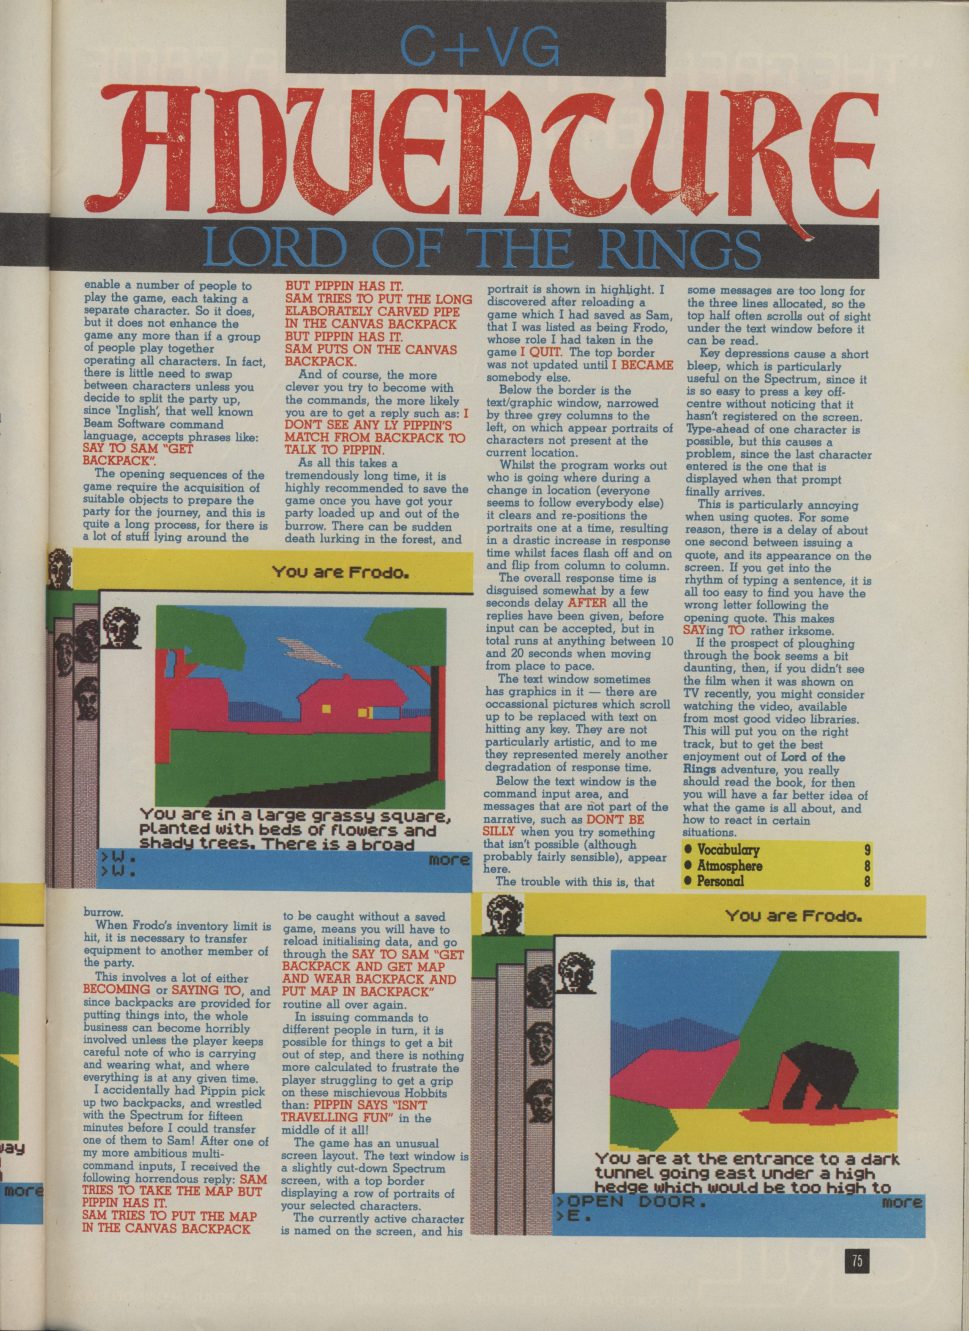 C+VG
ADVENTURE
LORD OF THE RINGS
enable a number of people to
play the game, each taking a
separate character. So it does,
but it does not enhance the
game any more than if a group
of people play together
operating all characters. In fact,
there is little need to swap
between characters unless you
decide to split the party up,
since 'Inglish', that well known
Beam Software command
language, accepts phrases like:
SAY TO SAM "GET
BACKPACK".
The opening sequences of the
game require the acquisition of
suitable objects to prepare the
party for the journey, and this is
quite a long process, for there is
a lot of stuff lying around the
burrow.
When Frodo's inventory limit is
hit, it is necessary to transfer
equipment to another member of
the party.
This involves a lot of either
BECOMING or SAYING TO, and
since backpacks are provided for
putting things into, the whole
business can become horribly
involved unless the player keeps
careful note of who is carrying
and wearing what, and where
everything is at any given time.
I accidentally had Pippin pick
up two backpacks, and wrestled
with the Spectrum for fifteen
minutes before I could transfer
one of them to Sam! After one of
my more ambitious multi-
command inputs, I received the
following horrendous reply: SAM
TRIES TO TAKE THE MAP BUT
PIPPIN HAS IT.
SAM TRIES TO PUT THE MAP
IN THE CANVAS BACKPACK
BUT PIPPIN HAS IT.
SAM TRIES TO PUT THE LONG
ELABORATELY CARVED PIPE
IN THE CANVAS BACKPACK
BUT PIPPIN HAS IT.
SAM PUTS ON THE CANVAS
BACKPACK.
And of course, the more
clever you try to become with
the commands, the more likely
you are to get a reply such as: I
DON'T SEE ANY LY PIPPIN'S
MATCH FROM BACKPACK TO
TALK TO PIPPIN.
As all this takes a
tremendously long time, it is
highly recommended to save the
game once you have got your
party loaded up and out of the
burrow. There can be sudden
death lurking in the forest, and
to be caught without a saved
game, means you will have to
reload initialising data, and go
through the SAY TO SAM "GET
BACKPACK AND GET MAP
AND WEAR BACKPACK AND
PUT MAP IN BACKPACK"
routine all over again.
In issuing commands to
different people in turn, it is
possible for things to get a bit
out of step, and there is nothing
more calculated to frustrate the
player struggling to get a grip
on these mischievous Hobbits
than: PIPPIN SAYS "ISN'T
TRAVELLING FUN" in the
middle of it all!
The game has an unusual
screen layout. The text window is
a slightly cut-down Spectrum
screen, with a top border
displaying a row of portraits of
your selected characters.
The currently active character
is named on the screen, and his
portrait is shown in highlight. I
discovered after reloading a
game which I had saved as Sam,
that I was listed as being Frodo,
whose role I had taken in the
game I QUIT. The top border
was not updated until I BECAME
somebody else.
Below the border is the
text/graphic window, narrowed
by three grey columns to the
left, on which appear portraits of
characters not present at the
current location.
Whilst the program works out
who is going where during a
change in location (everyone
seems to follow everybody else)
it clears and re-positions the
portraits one at a time, resulting
in a drastic increase in response
time whilst faces flash off and on
and flip from column to column.
The overall response time is
disguised somewhat by a few
seconds delay AFTER all the
replies have been given, before
input can be accepted, but in
total runs at anything between 10
and 20 seconds when moving
from place to pace.
The text window sometimes
has graphics in it — there are
occassional pictures which scroll
up to be replaced with text on
hitting any key. They are not
particularly artistic, and to me
they represented merely another
degradation of response time.
Below the text window is the
command input area, and
messages that are not part of the
narrative, such as DON'T BE
SILLY when you try something
that isn't possible (although
probably fairly sensible), appear
here.
The trouble with this is, that
some messages are too long for
the three lines allocated, so the
top half often scrolls out of sight
under the text window before it
can be read.
Key depressions cause a short
bleep, which is particularly
useful on the Spectrum, since it
is so easy to press a key off-
centre without noticing that it
hasn't registered on the screen.
Type-ahead of one character is
possible, but this causes a
problem, since the last character
entered is the one that is
displayed when that prompt
finally arrives.
This is particularly annoying
when using quotes. For some
reason, there is a delay of about
one second between issuing a
quote, and its appearance on the
screen. If you get into the
rhythm of typing a sentence, it is
all too easy to find you have the
wrong letter following the
opening quote. This makes
SAYing TO rather irksome.
If the prospect of ploughing
through the book seems a bit
daunting, then, if you didn't see
the film when it was shown on
TV recently, you might consider
watching the video, available
from most good video libraries.
This will put you on the right
track, but to get the best
enjoyment out of Lord of the
Rings adventure, you really
should read the book, for then
you will have a far better idea of
what the game is all about, and
how to react in certain
situations.
● Vocabulary 9
● Atmosphere 8
● Personal 8
You are Frodo.
You are in a large grassy square,
planted with beds of flowers and
shady trees. There is a broad
>W. more
>W.
You are Frodo.
You are at the entrance to a dark
tunnel going east under a high
hedge which would be too high to
>OPEN DOOR. more
>E.
way
more
75